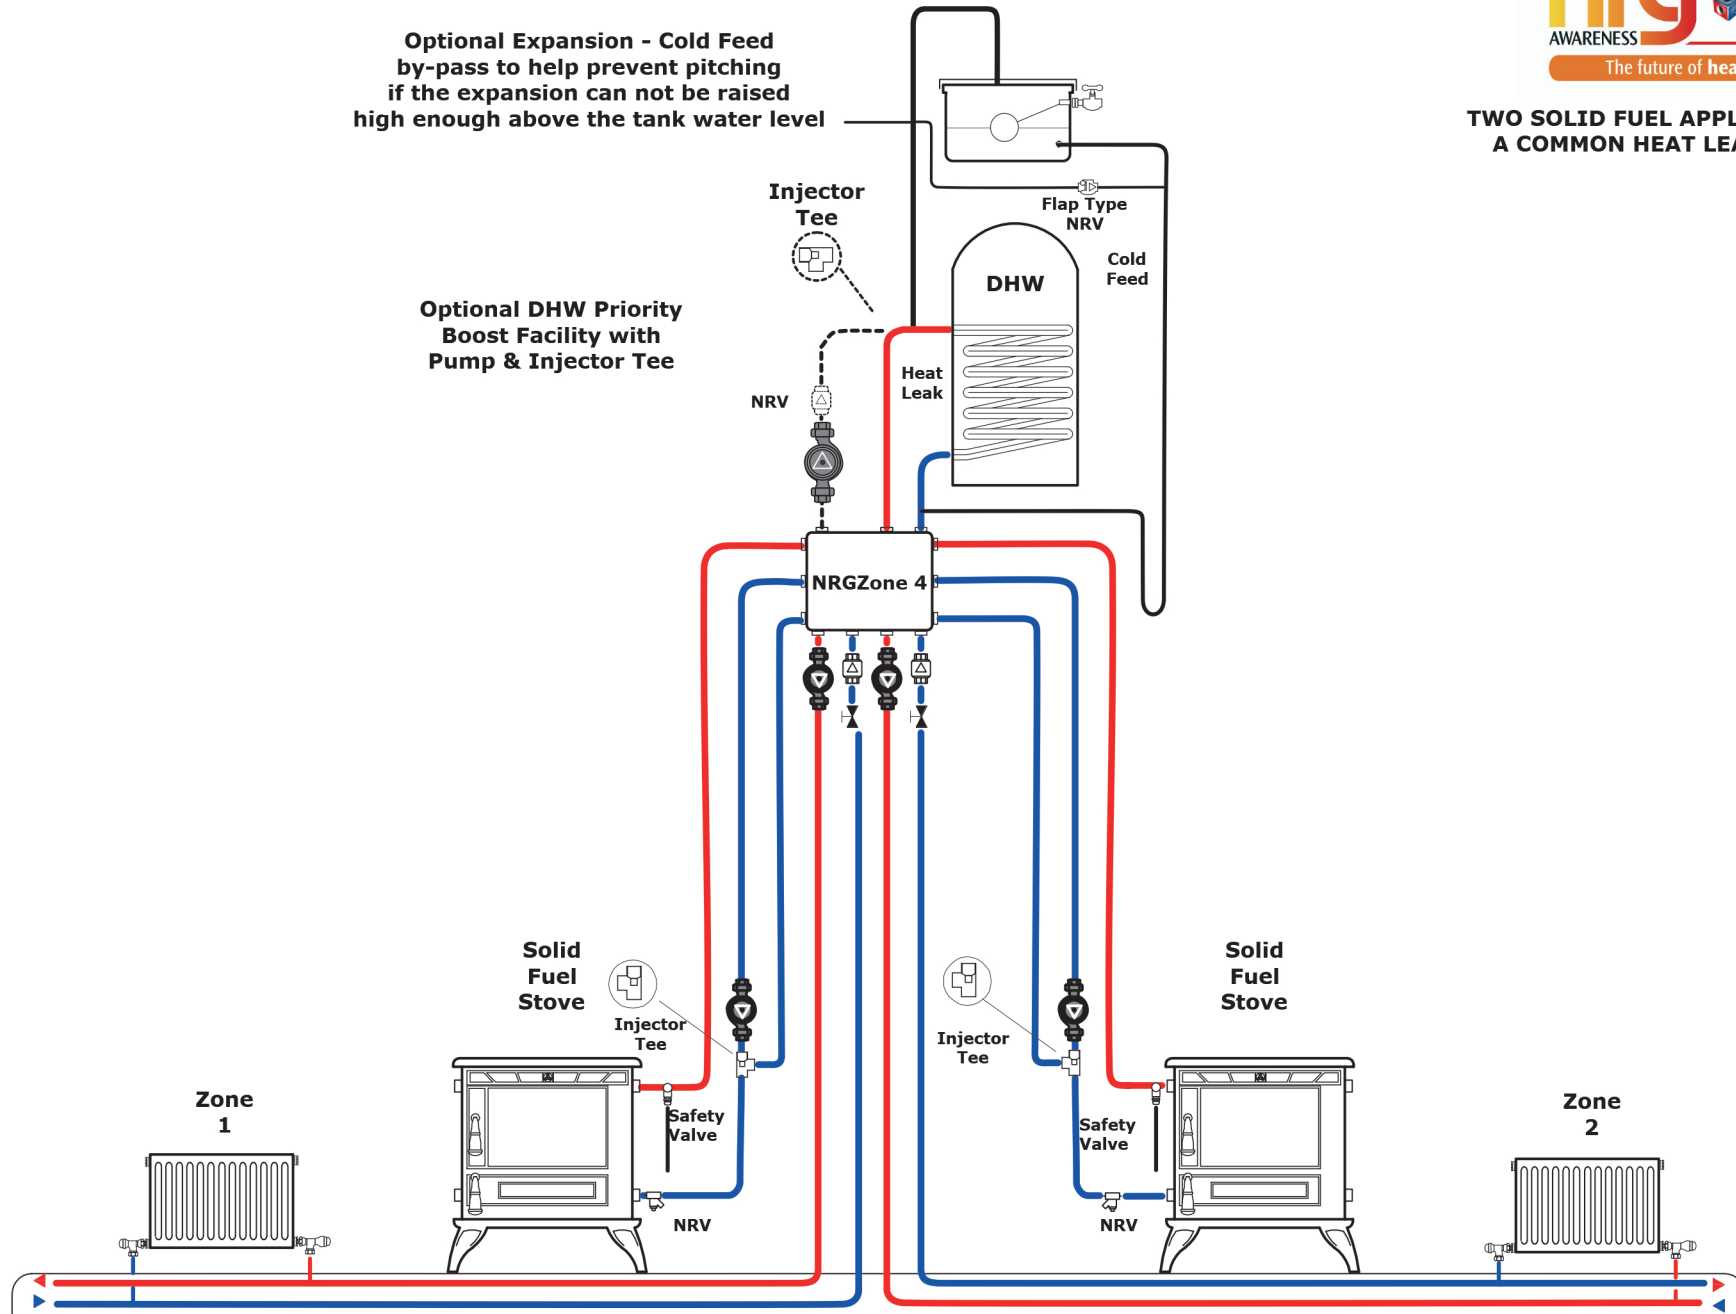 Optional Expansion - Cold Feed
by-pass to help prevent pitching
if the expansion can not be raised
high enough above the tank water level
AWARENESS
The future of
TWO SOLID FUEL
A COMMON HEAT
Injector
Tee
Flap Type
NRV
Cold
Feed
DHW
Optional DHW Priority
Boost Facility with
Pump & Injector Tee
Heat
Leak
NRV
NRGZone 4
Solid
Fuel
Stove
Injector
Tee
Injector
Tee
Solid
Fuel
Stove
Zone
1
Safety
Valve
NRV
Safety
Valve
NRV
Zone
2